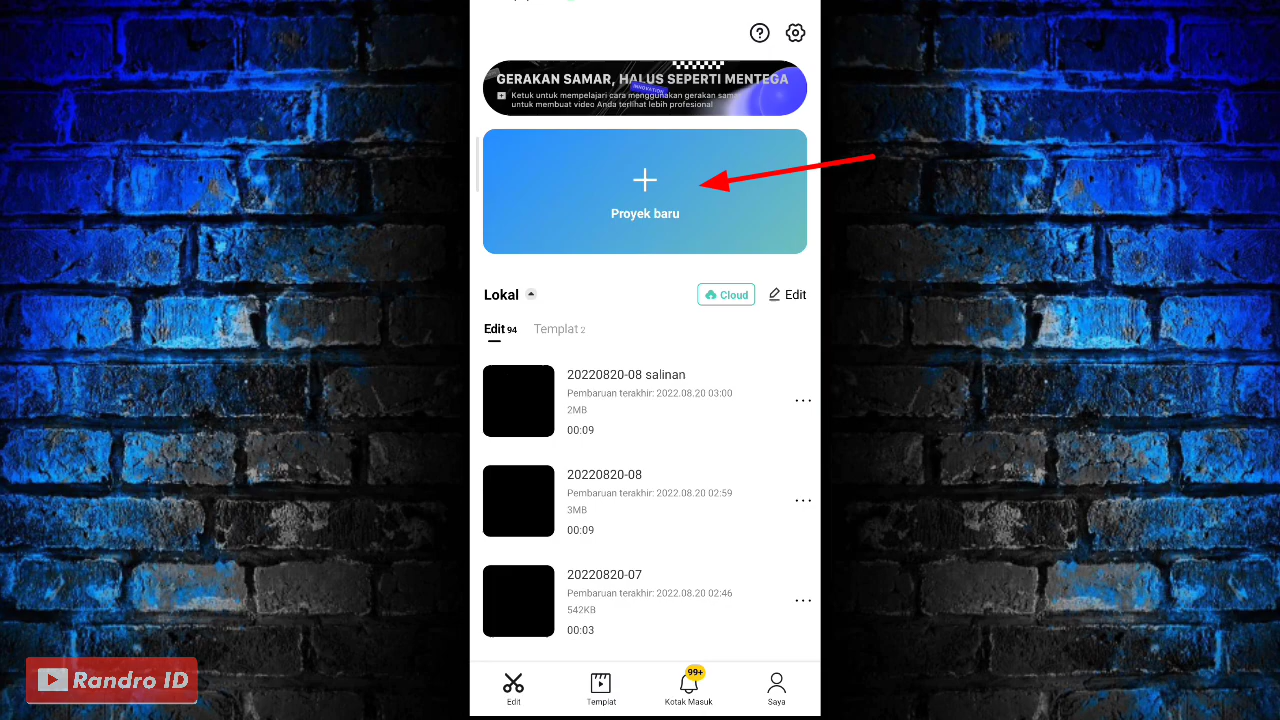 GERAKAN SAMAR, HALUS SEPERTI MENTEGA
INNOVATION
Ketuk untuk mempelajari cara menggunakan gerakan sam
untuk membuat video Anda terlihat lebih profesional
Proyek baru
Lokal
Cloud
Edit
Edit 94
Templat 2
20220820-08 salinan
Pembaruan terakhir: 2022.08.20 03:00
2MB
00:09
20220820-08
Pembaruan terakhir: 2022.08.20 02:59
3MB
00:09
20220820-07
Pembaruan terakhir: 2022.08.20 02:46
542KB
00:03
Randro ID
99+
Edit
Templat
Kotak Masuk
Saya